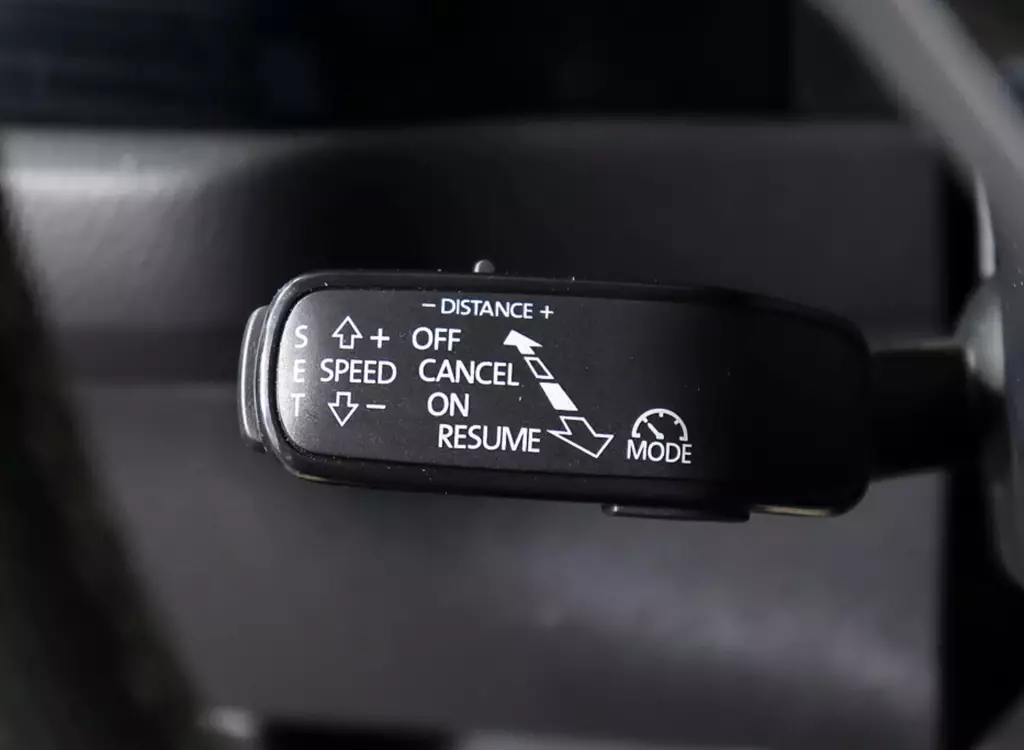 − DISTANCE +
S + OFF
E SPEED CANCEL
T − ON
RESUME
MODE